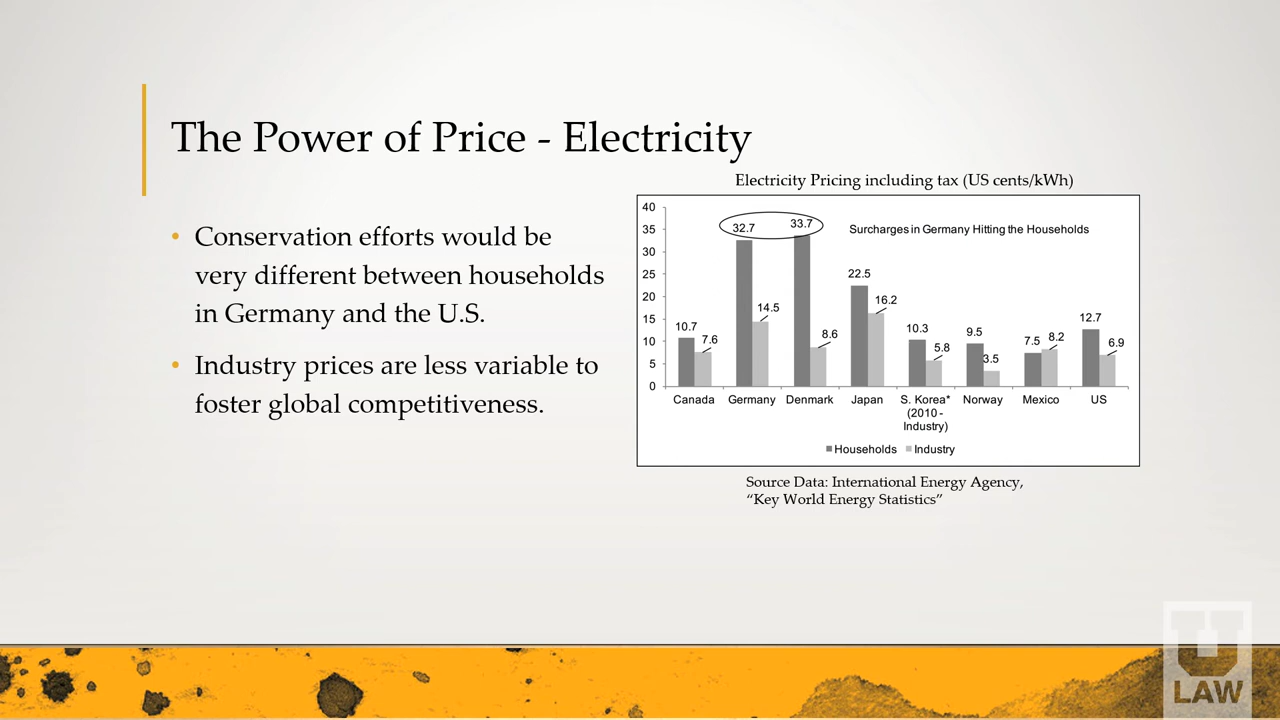 The Power of Price - Electricity
• Conservation efforts would be
very different between households
in Germany and the U.S.
• Industry prices are less variable to
foster global competitiveness.
Electricity Pricing including tax (US cents/kWh)
Surcharges in Germany Hitting the Households
40
35
30
25
20
15
10
5
0
10.7 7.6
32.7 14.5
33.7 8.6
22.5 16.2
10.3 5.8
9.5 3.5
7.5 8.2
12.7 6.9
Canada Germany Denmark Japan S. Korea* Norway Mexico US
(2010 -
Industry)
Households Industry
Source Data: International Energy Agency,
“Key World Energy Statistics”
U
LAW